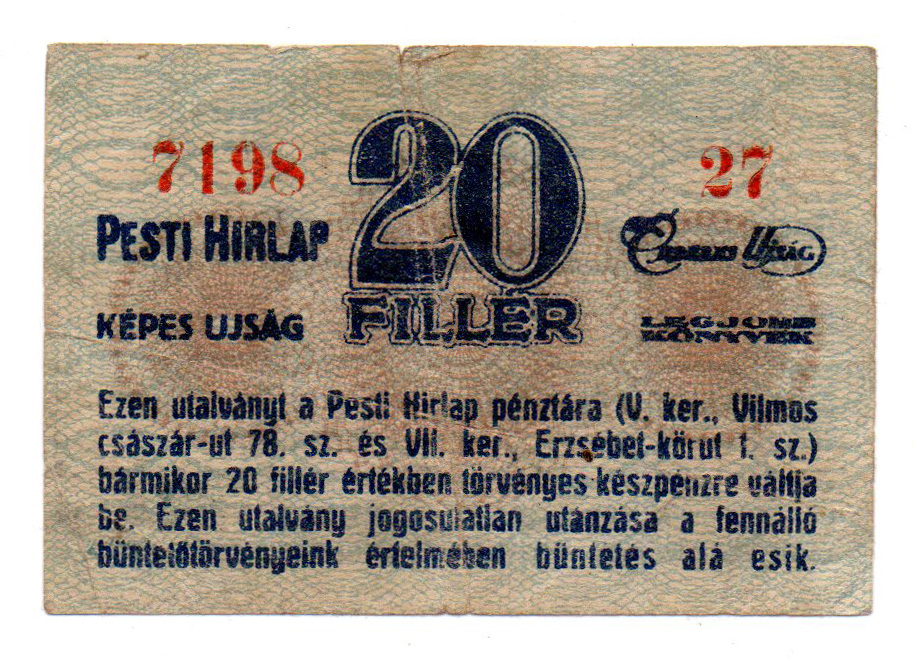 7198
20
27
PESTI HIRLAP
Érdekes Ujság
FILLÉR
KÉPES UJSÁG
LEGJOBB
KÖNYVEK
Ezen utalványt a Pesti Hirlap pénztára (V. ker., Vilmos
császár-ut 78. sz. és VII. ker., Erzsébet-körut 1. sz.)
bármikor 20 fillér értékben törvényes készpénzre váltja
be. Ezen utalvány jogosulatlan utánzása a fennálló
büntetőtörvényeink értelmében büntetés alá esik.